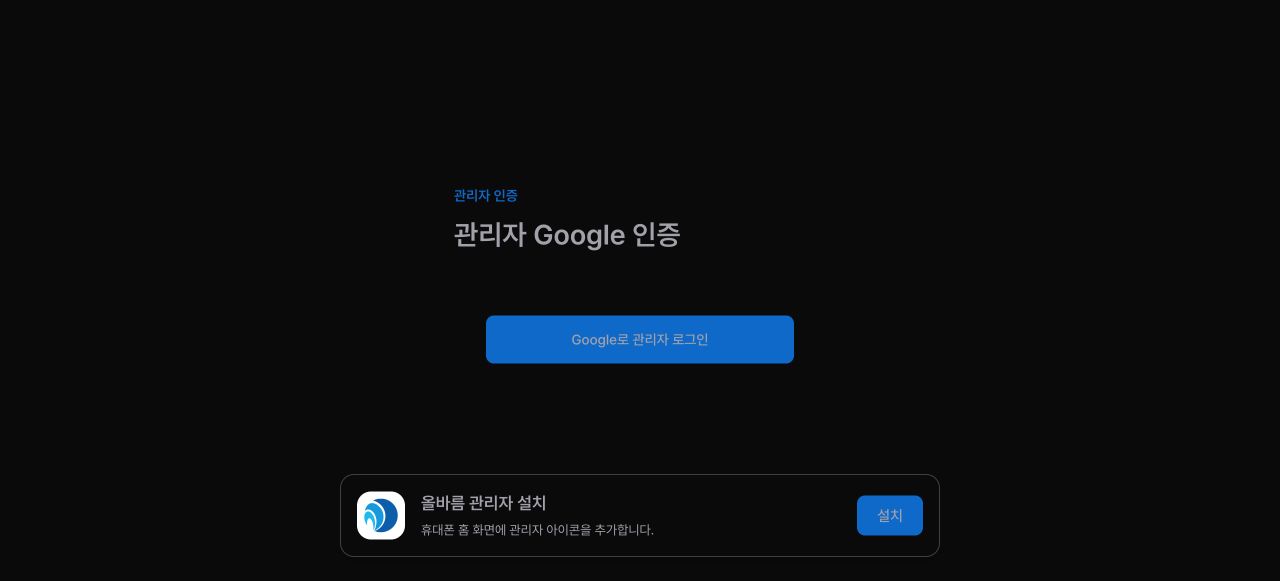 관리자 인증
관리자 Google 인증
Google로 관리자 로그인
올바름 관리자 설치
휴대폰 홈 화면에 관리자 아이콘을 추가합니다.
설치